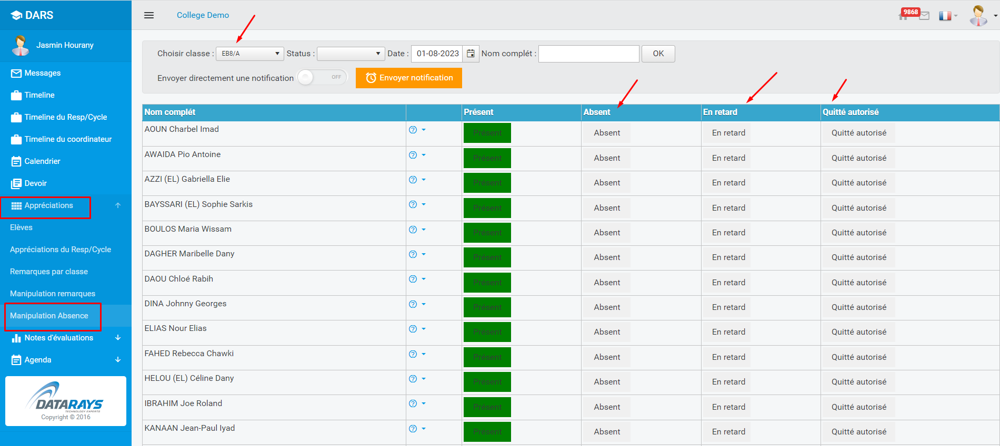 DARS
College Demo
9868
Jasmin Hourany
Messages
Timeline
Timeline du Resp/Cycle
Timeline du coordinateur
Calendrier
Devoir
Appréciations
Elèves
Appréciations du Resp/Cycle
Remarques par classe
Manipulation remarques
Manipulation Absence
Notes d'évaluations
Agenda
DATARAYS
TECHNOLOGY EXPERTS
Copyright © 2016
Choisir classe : EB8/A Status : Date : 01-08-2023 Nom complét : OK
Envoyer directement une notification OFF Envoyer notification
Nom complét Présent Absent En retard Quitté autorisé
AOUN Charbel Imad Présent Absent En retard Quitté autorisé
AWAIDA Pio Antoine Présent Absent En retard Quitté autorisé
AZZI (EL) Gabriella Elie Présent Absent En retard Quitté autorisé
BAYSSARI (EL) Sophie Sarkis Présent Absent En retard Quitté autorisé
BOULOS Maria Wissam Présent Absent En retard Quitté autorisé
DAGHER Maribelle Dany Présent Absent En retard Quitté autorisé
DAOU Chloé Rabih Présent Absent En retard Quitté autorisé
DINA Johnny Georges Présent Absent En retard Quitté autorisé
ELIAS Nour Elias Présent Absent En retard Quitté autorisé
FAHED Rebecca Chawki Présent Absent En retard Quitté autorisé
HELOU (EL) Céline Dany Présent Absent En retard Quitté autorisé
IBRAHIM Joe Roland Présent Absent En retard Quitté autorisé
KANAAN Jean-Paul Iyad Présent Absent En retard Quitté autorisé